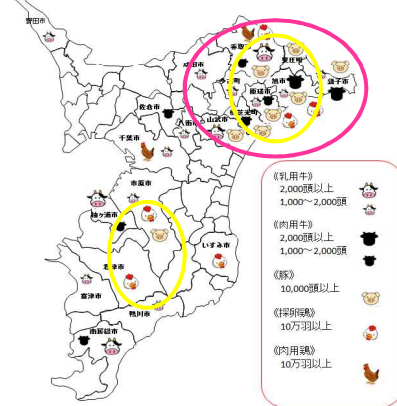 野田市
成田市
香取市
東庄町
多古町
旭市
銚子市
匝瑳市
佐倉市
八街市
山武市
横芝光町
千葉市
市原市
袖ヶ浦市
君津市
いすみ市
富津市
鴨川市
南房総市
《乳用牛》
2,000頭以上
1,000～2,000頭
《肉用牛》
2,000頭以上
1,000～2,000頭
《豚》
10,000頭以上
《採卵鶏》
10万羽以上
《肉用鶏》
10万羽以上